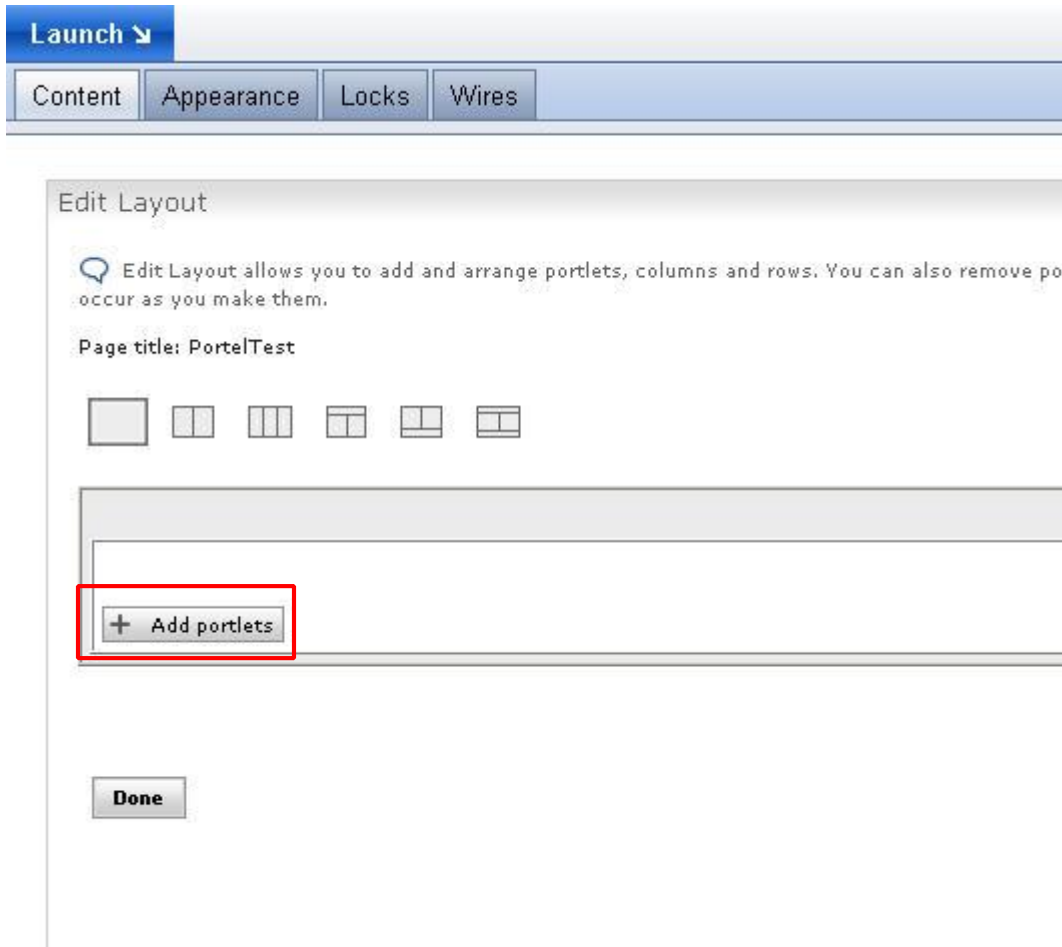 Launch
Content Appearance Locks Wires
Edit Layout
Edit Layout allows you to add and arrange portlets, columns and rows. You can also remove po
occur as you make them.
Page title: PortelTest
+ Add portlets
Done